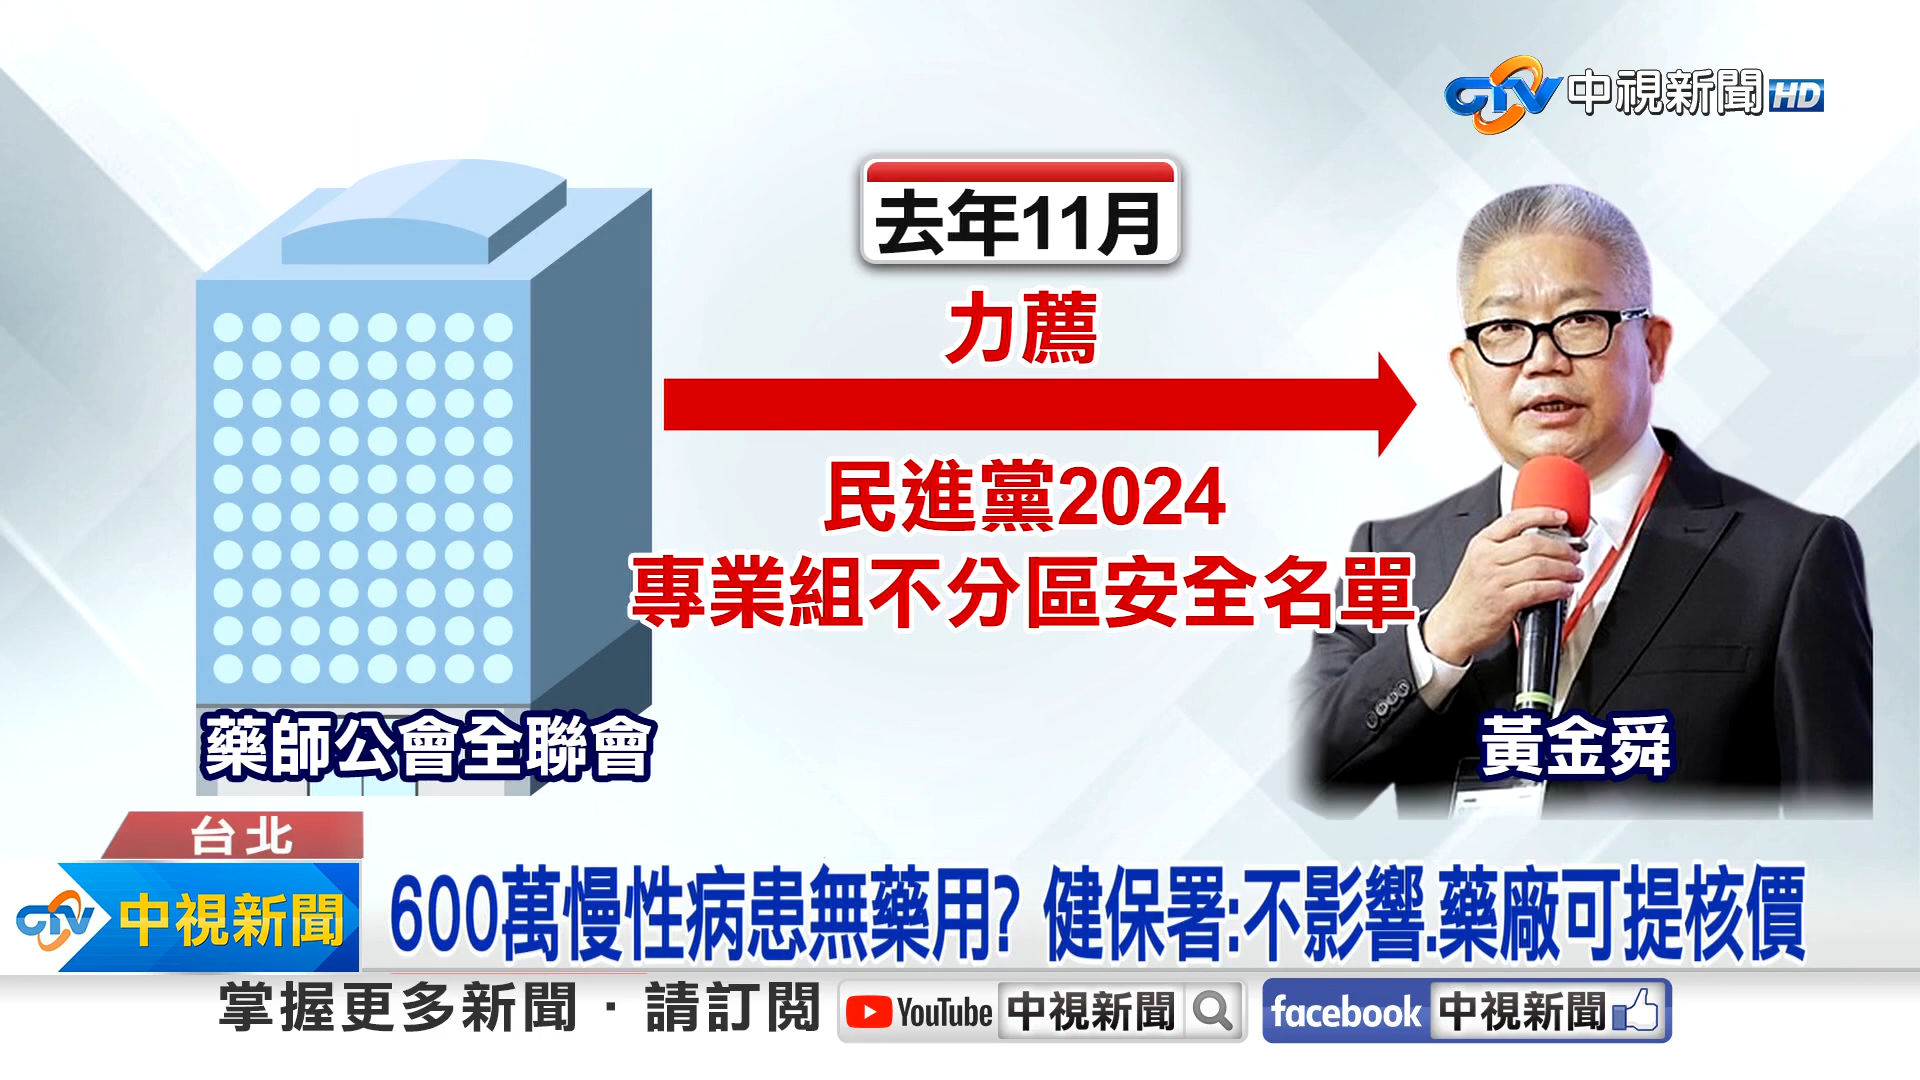 CTV 中視新聞 HD
去年11月
力薦
民進黨2024
專業組不分區安全名單
藥師公會全聯會
黃金舜
台北
CTV 中視新聞
600萬慢性病患無藥用? 健保署:不影響.藥廠可提核價
掌握更多新聞·請訂閱 YouTube 中視新聞 facebook 中視新聞